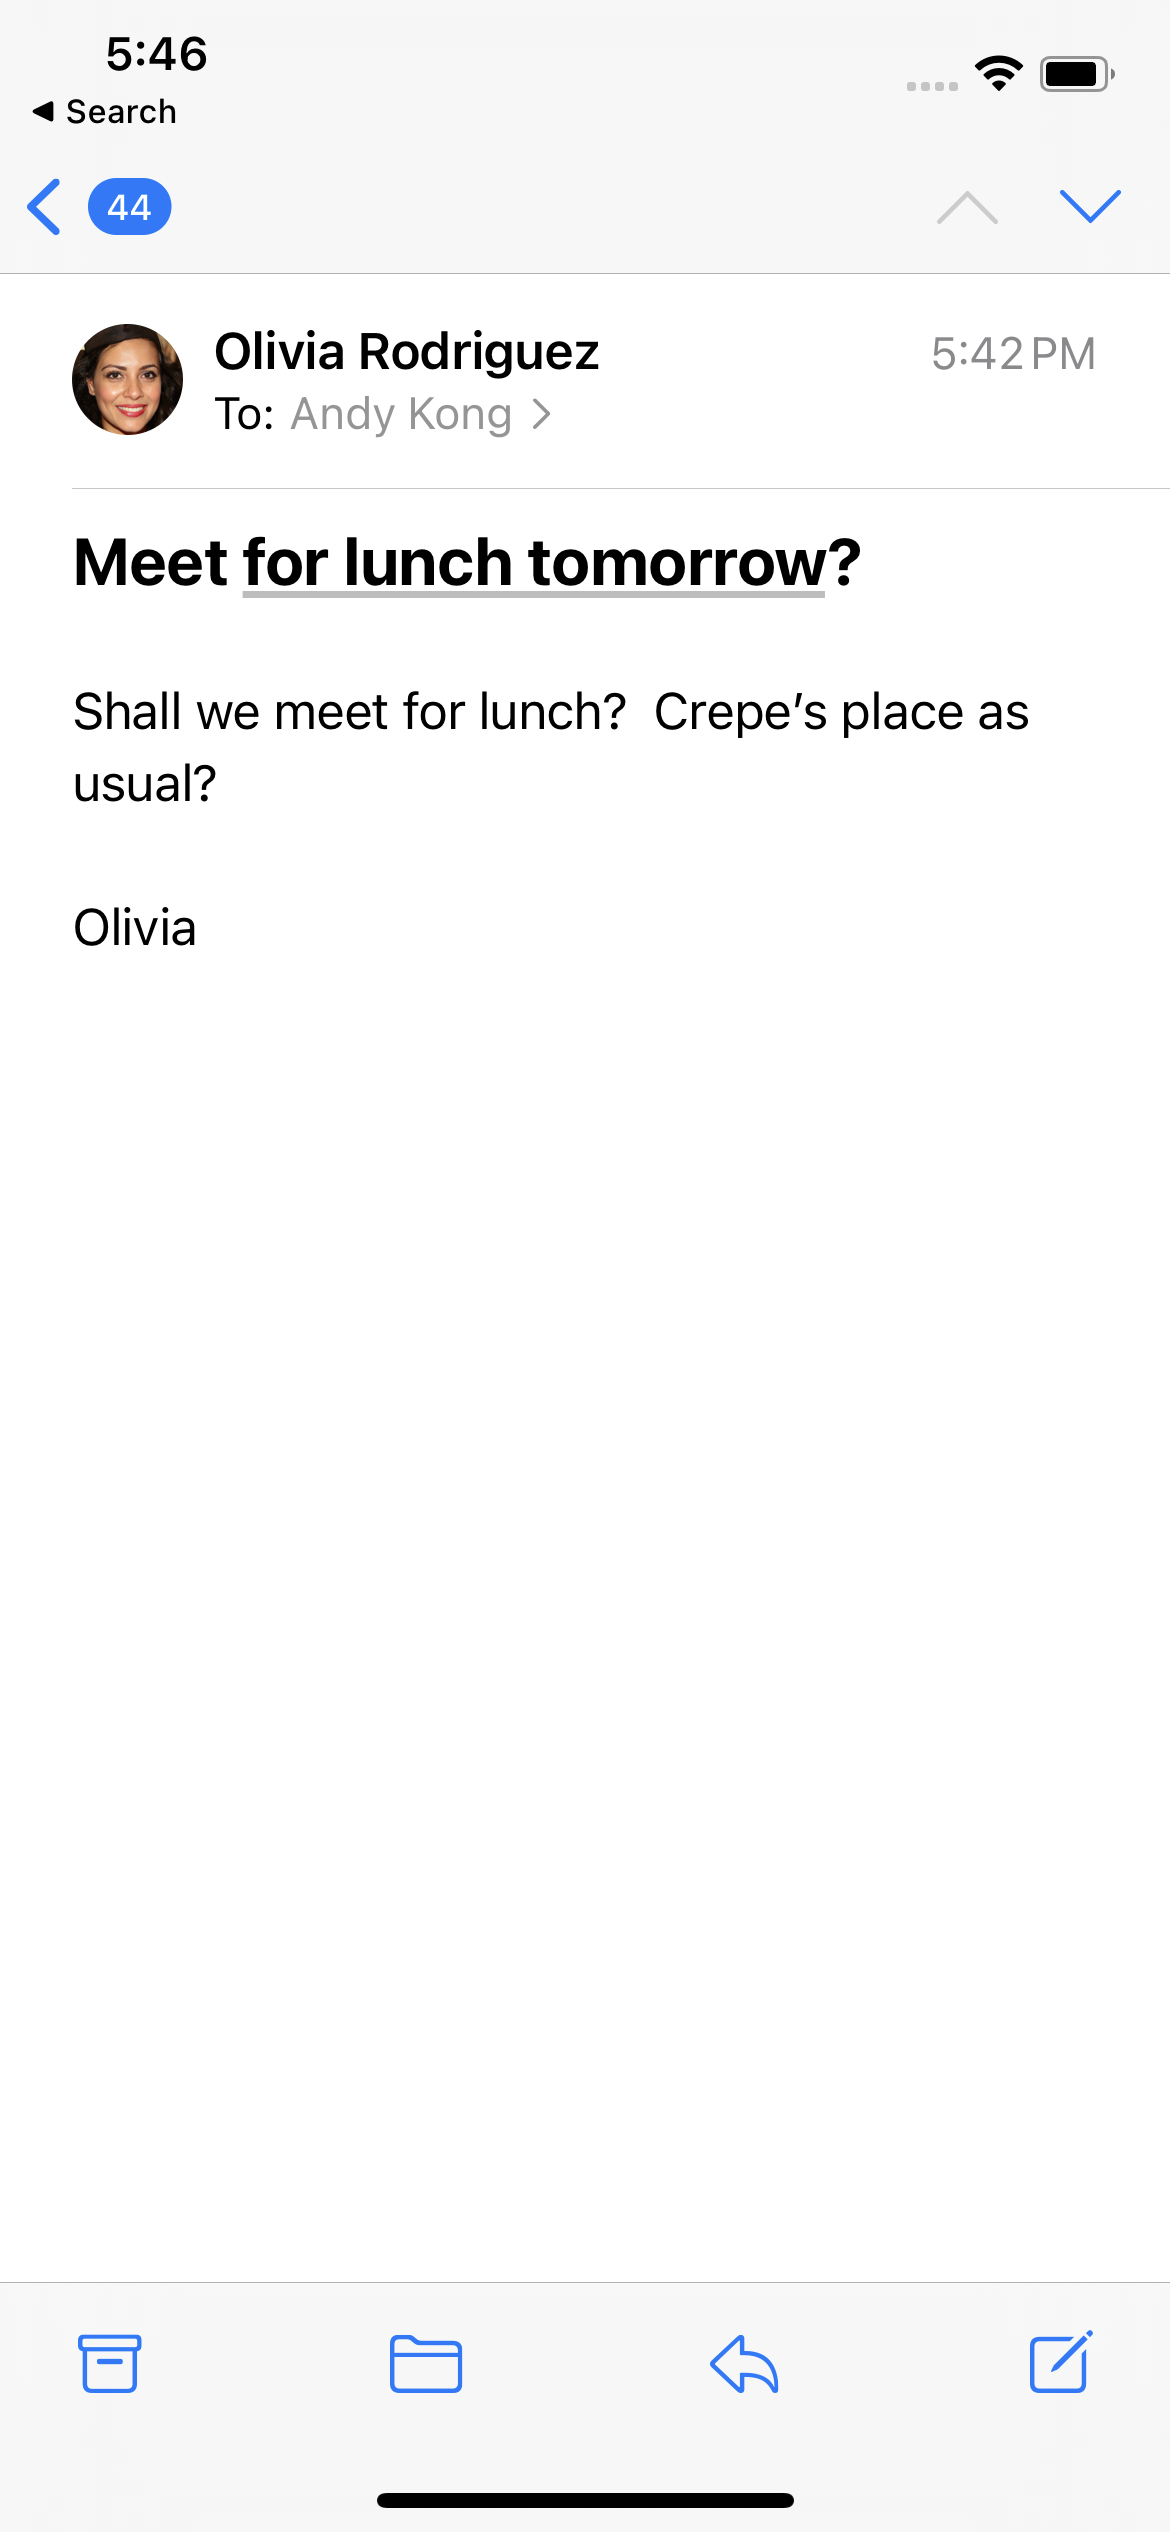 5:46
◀ Search
44
Olivia Rodriguez
5:42 PM
To: Andy Kong
Meet for lunch tomorrow?
Shall we meet for lunch?  Crepe’s place as
usual?
Olivia